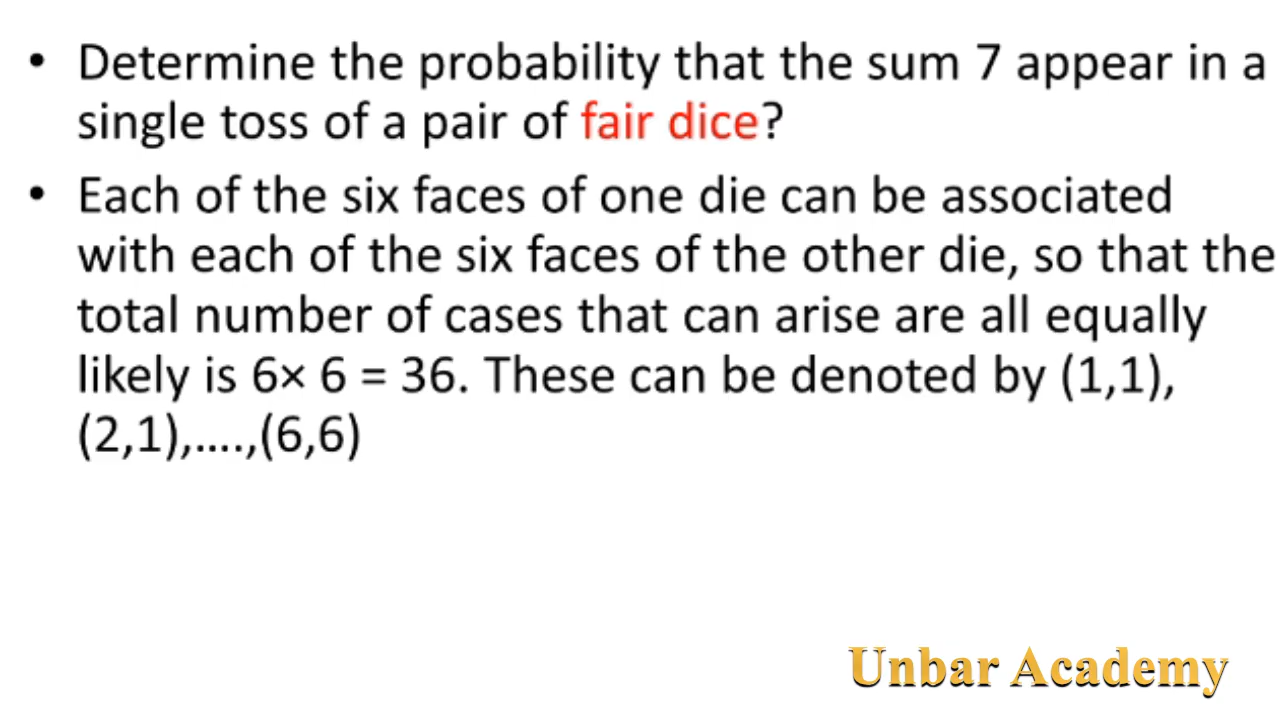 • Determine the probability that the sum 7 appear in a
single toss of a pair of fair dice?
• Each of the six faces of one die can be associated
with each of the six faces of the other die, so that the
total number of cases that can arise are all equally
likely is 6× 6 = 36. These can be denoted by (1,1),
(2,1),....,(6,6)
Unbar Academy